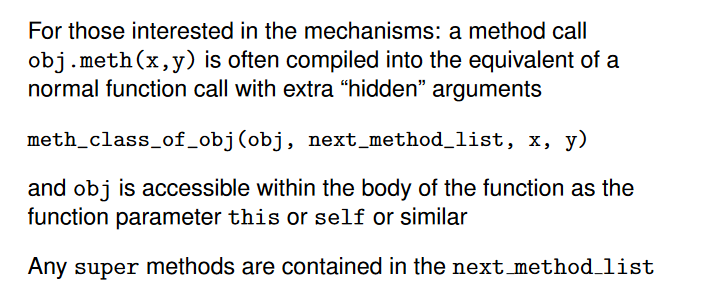 For those interested in the mechanisms: a method call
obj.meth(x,y) is often compiled into the equivalent of a
normal function call with extra “hidden” arguments
meth_class_of_obj(obj, next_method_list, x, y)
and obj is accessible within the body of the function as the
function parameter this or self or similar
Any super methods are contained in the next_method_list